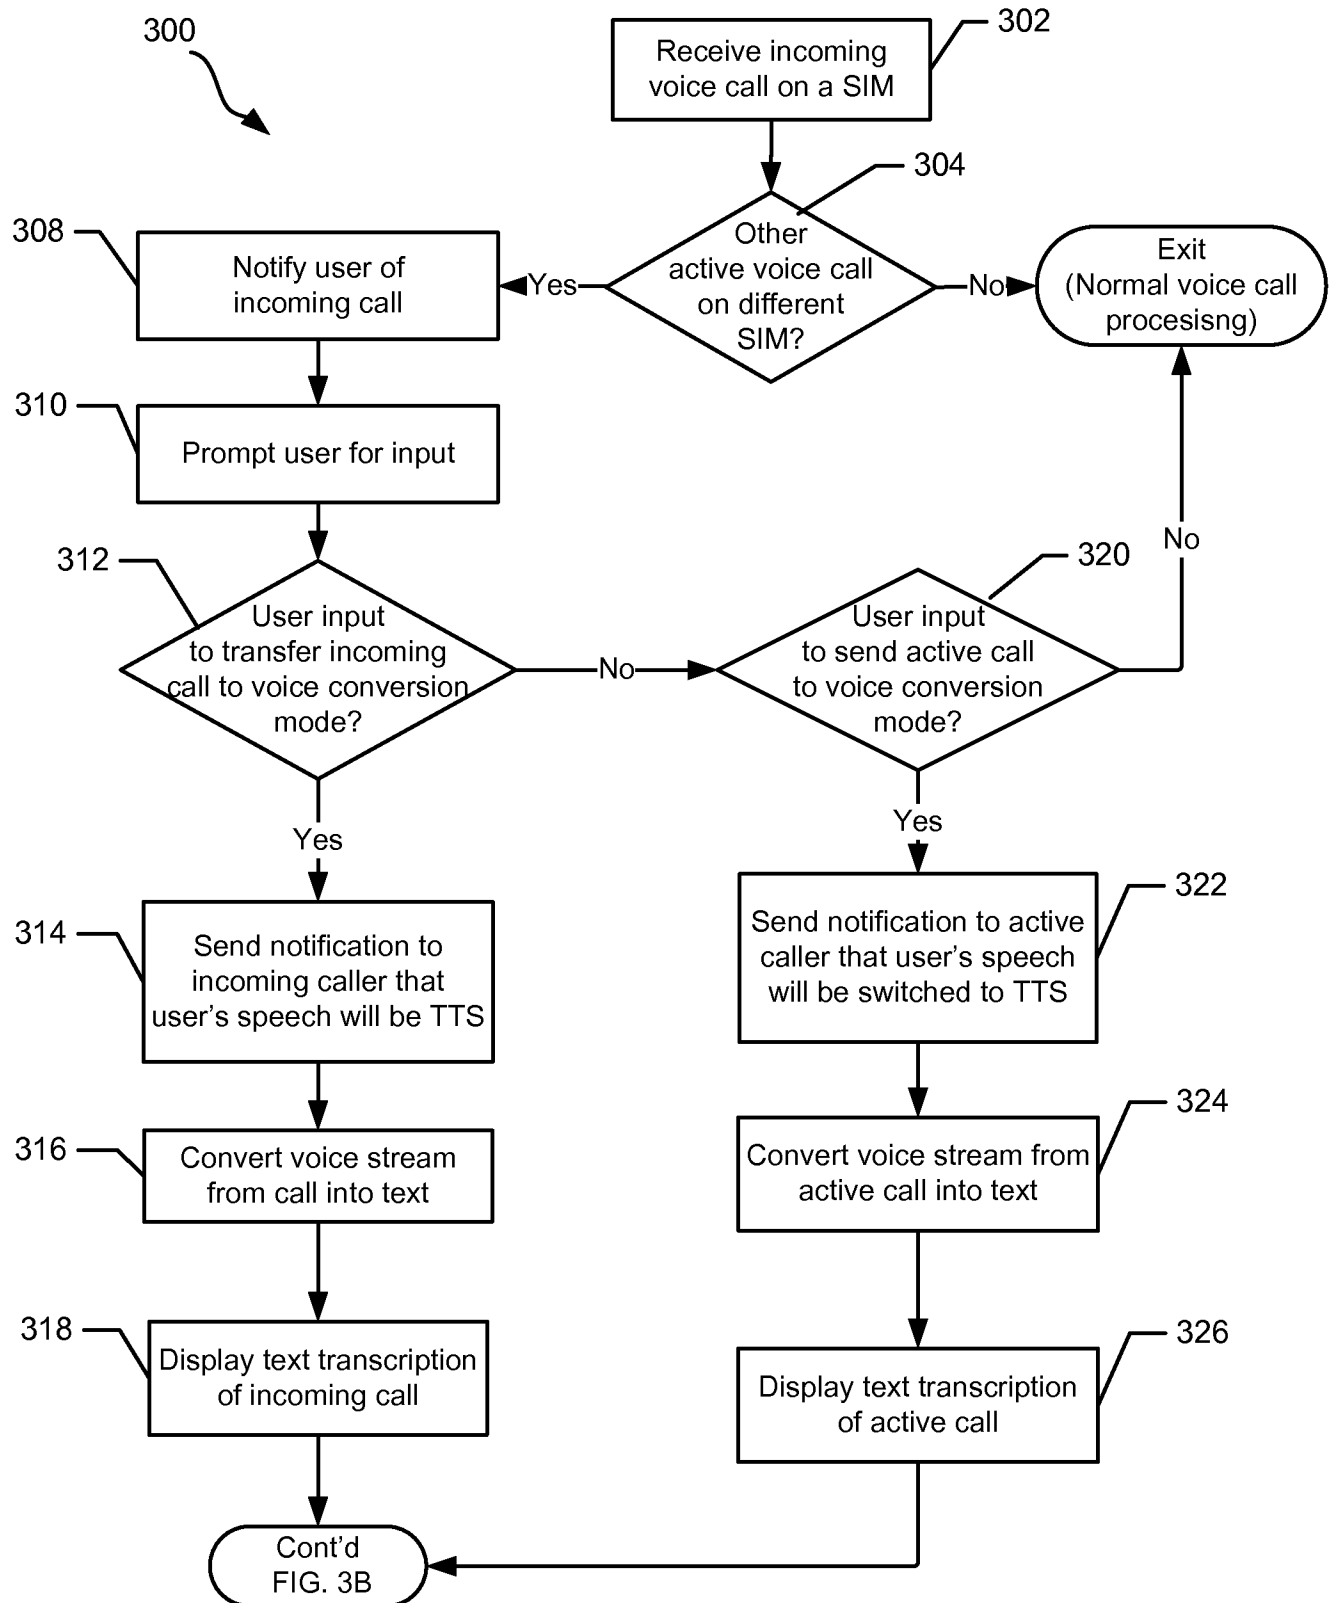 300
302
Receive incoming
voice call on a SIM
304
Other
active voice call
on different
SIM?
Yes
No
308
Notify user of
incoming call
Exit
(Normal voice call
procesisng)
310
Prompt user for input
312
User input
to transfer incoming
call to voice conversion
mode?
No
320
User input
to send active call
to voice conversion
mode?
No
Yes
Yes
314
Send notification to
incoming caller that
user's speech will be TTS
322
Send notification to active
caller that user's speech
will be switched to TTS
316
Convert voice stream
from call into text
324
Convert voice stream from
active call into text
318
Display text transcription
of incoming call
326
Display text transcription
of active call
Cont'd
FIG. 3B